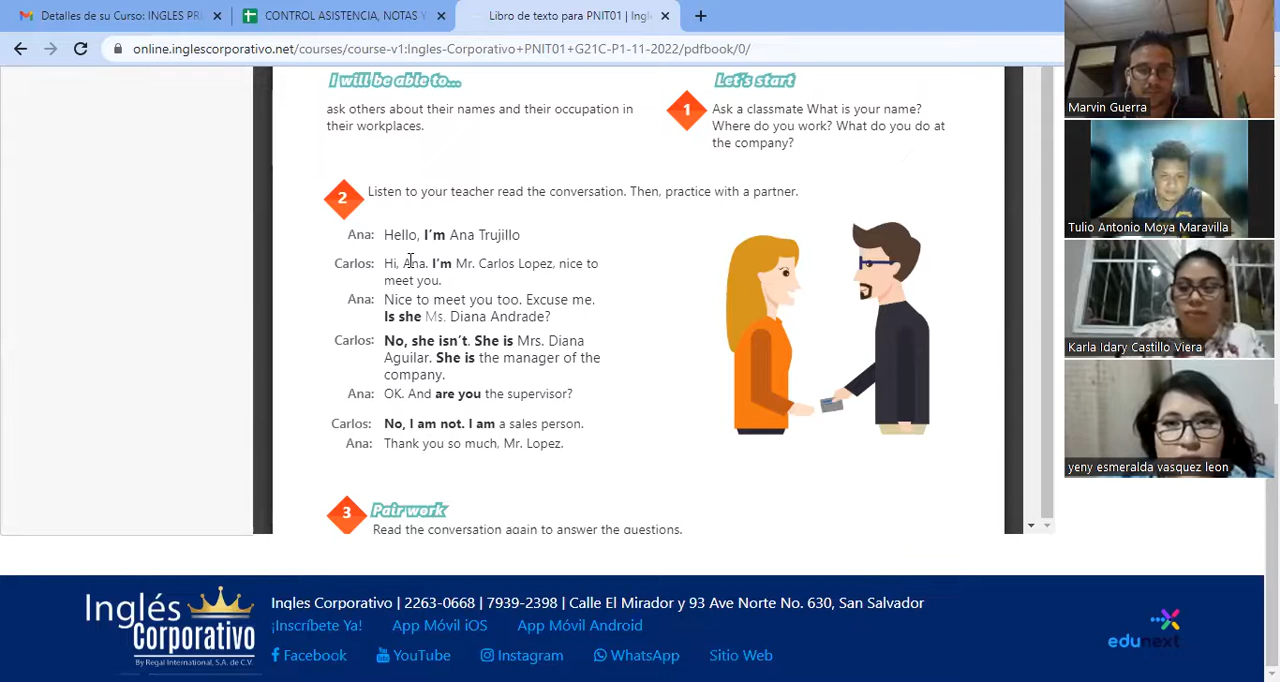 Detalles de su Curso: INGLES PRI
CONTROL ASISTENCIA, NOTAS Y
Libro de texto para PNIT01 | Ingl
online.inglescorporativo.net/courses/course-v1:Ingles-Corporativo+PNIT01+G21C-P1-11-2022/pdfbook/0/
I will be able to...
ask others about their names and their occupation in
their workplaces.
Let's start
1
Ask a classmate What is your name?
Where do you work? What do you do at
the company?
2
Listen to your teacher read the conversation. Then, practice with a partner.
Ana: Hello, I'm Ana Trujillo
Carlos: Hi, Ana. I'm Mr. Carlos Lopez, nice to
meet you.
Ana: Nice to meet you too. Excuse me.
Is she Ms. Diana Andrade?
Carlos: No, she isn't. She is Mrs. Diana
Aguilar. She is the manager of the
company.
Ana: OK. And are you the supervisor?
Carlos: No, I am not. I am a sales person.
Ana: Thank you so much, Mr. Lopez.
3
Pair work
Read the conversation again to answer the questions.
Marvin Guerra
Tulio Antonio Moya Maravilla
Karla Idary Castillo Viera
yeny esmeralda vasquez leon
Inglés
Corporativo
By Regal International, S.A. de C.V.
Ingles Corporativo | 2263-0668 | 7939-2398 | Calle El Mirador y 93 Ave Norte No. 630, San Salvador
¡Inscríbete Ya! App Móvil iOS App Móvil Android
Facebook YouTube Instagram WhatsApp Sitio Web
edunext